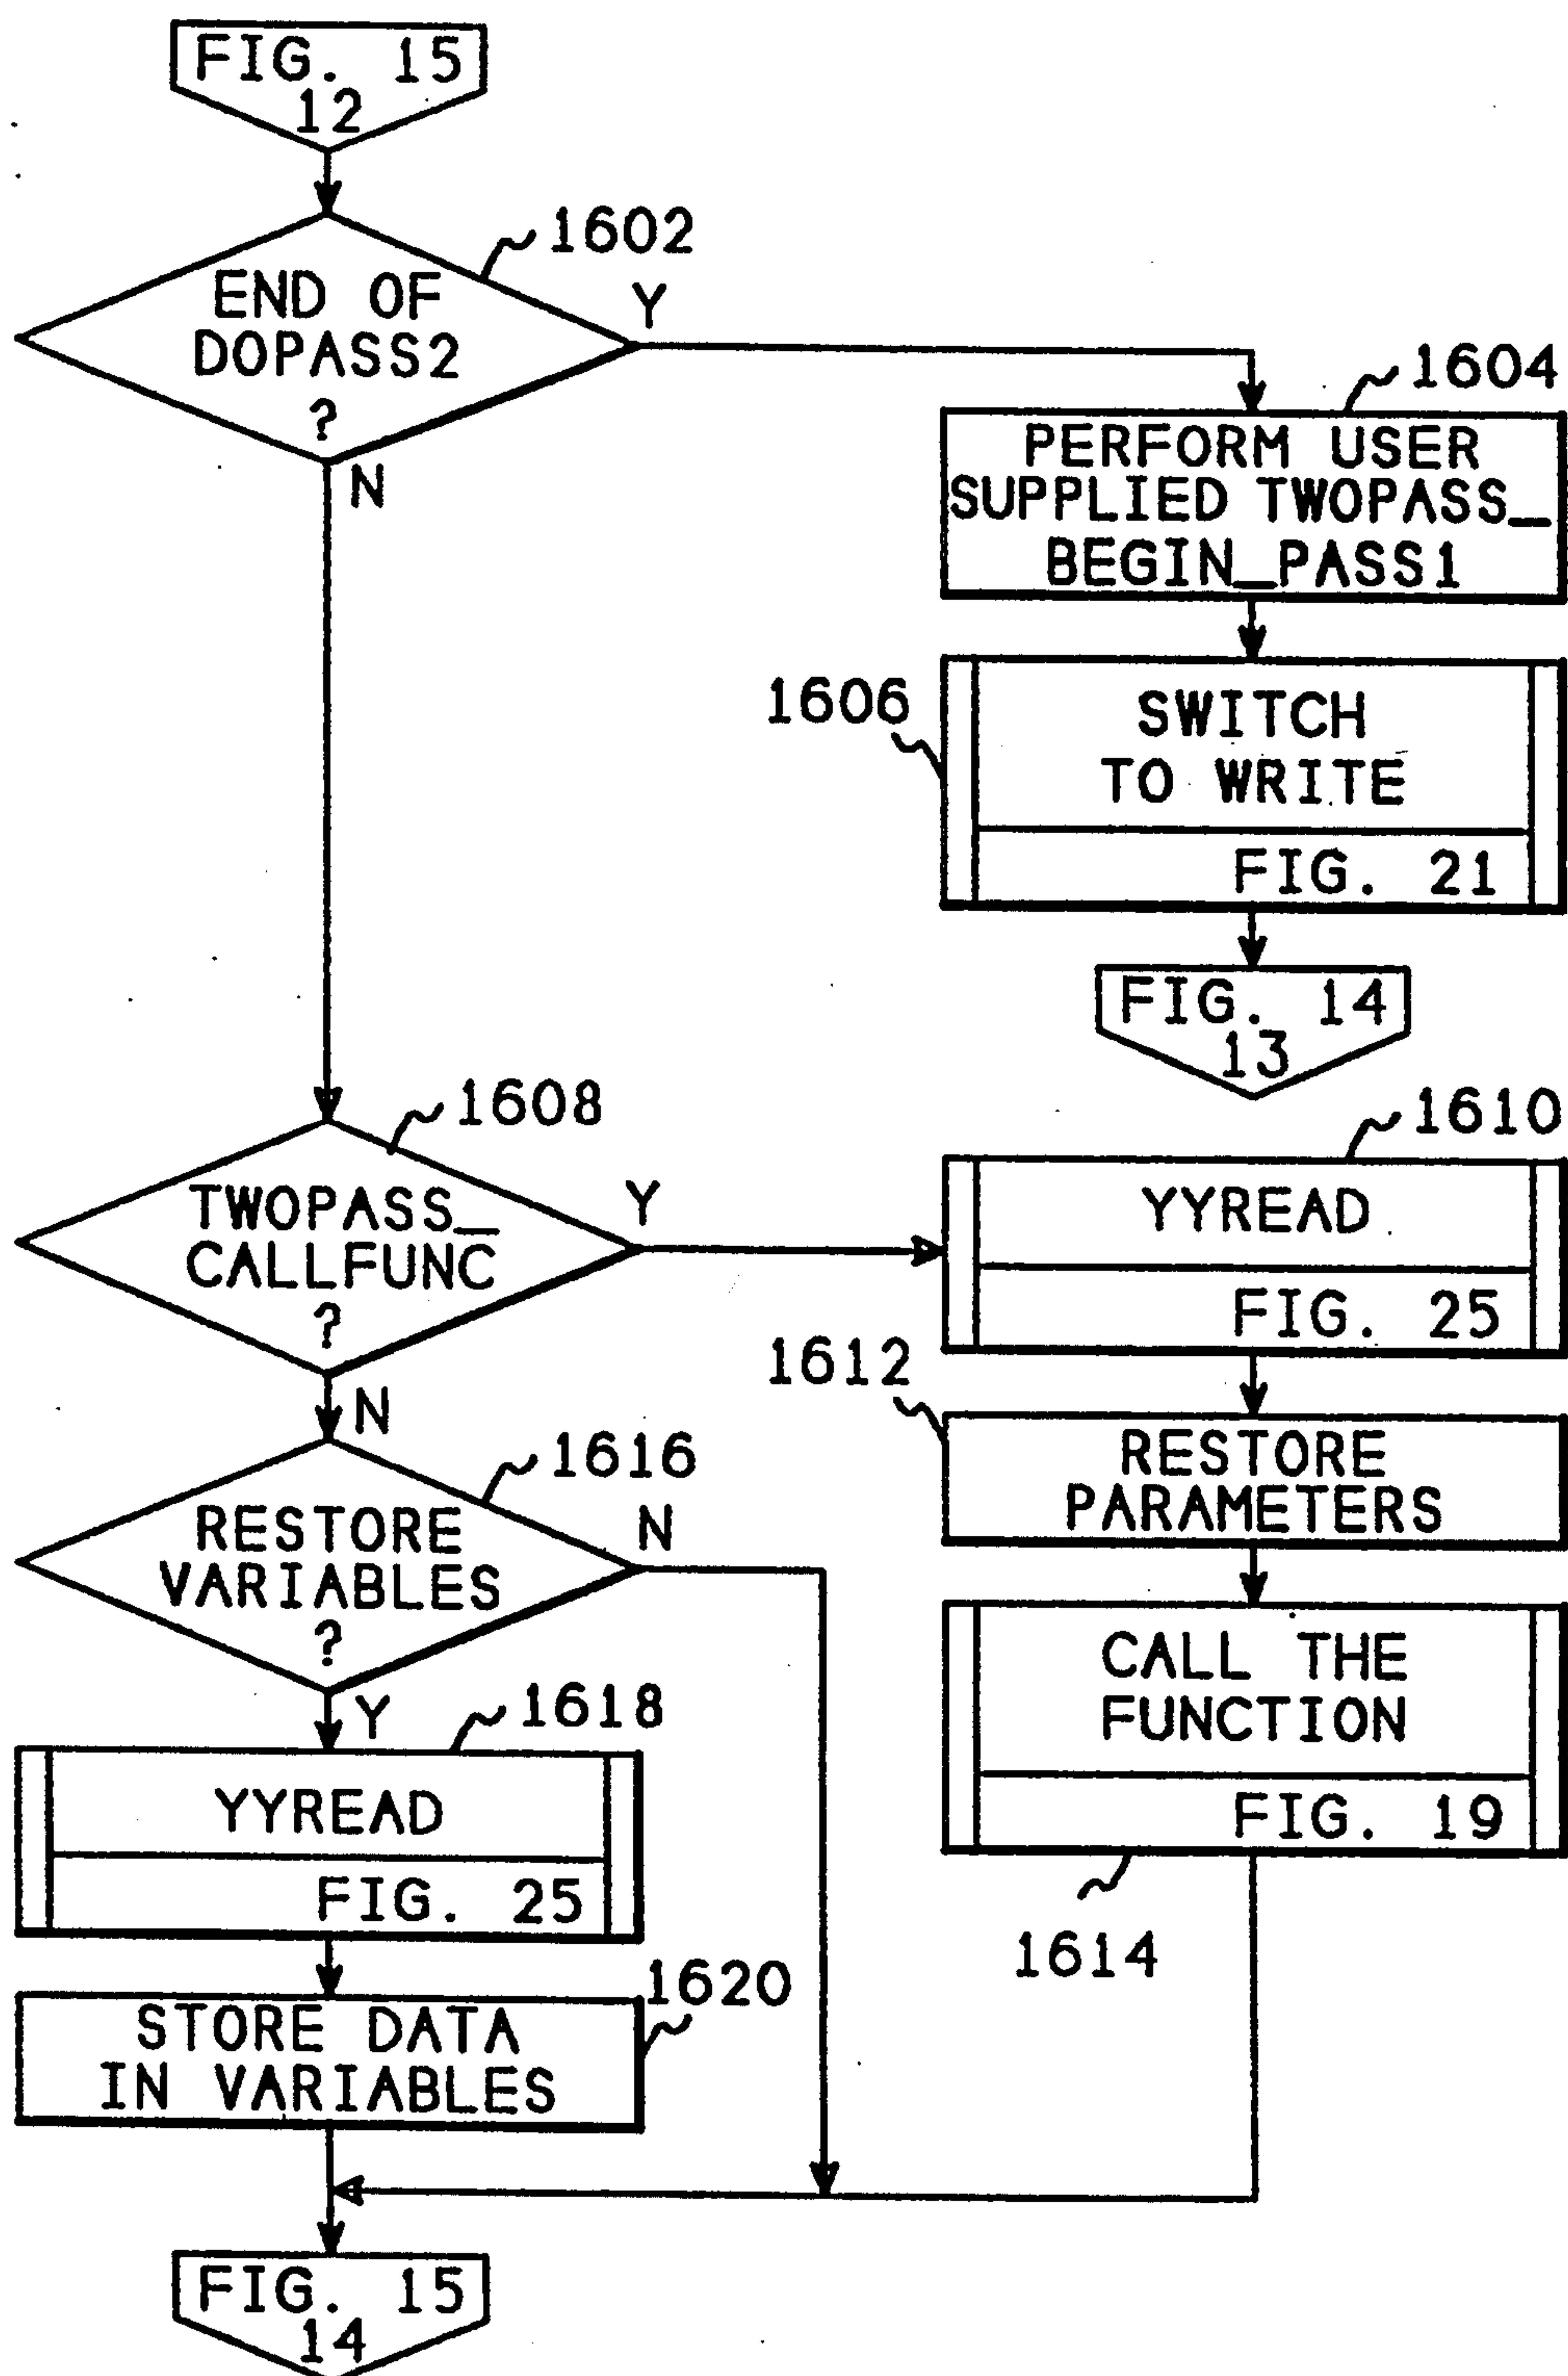 FIG. 15
12
1602
END OF
DOPASS2
?
Y
N
1604
PERFORM USER
SUPPLIED TWOPASS_
BEGIN_PASS1
1606
SWITCH
TO WRITE
FIG. 21
FIG. 14
13
1608
TWOPASS_
CALLFUNC
?
Y
N
1610
YYREAD
FIG. 25
1612
RESTORE
PARAMETERS
1616
RESTORE
VARIABLES
?
N
Y
CALL THE
FUNCTION
FIG. 19
1614
1618
YYREAD
FIG. 25
1620
STORE DATA
IN VARIABLES
FIG. 15
14